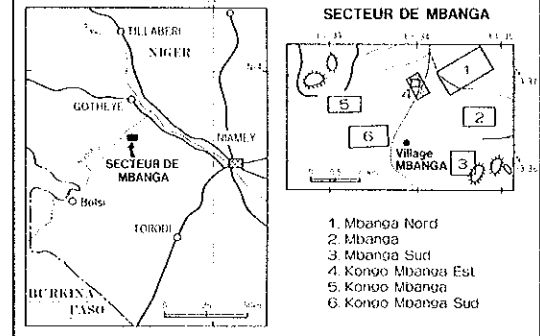 TILLABERI
NIGER
GOTHEYE
NIAMEY
SECTEUR DE
MBANGA
TORODI
BURKINA
FASO
SECTEUR DE MBANGA
1
2
3
4
5
6
Village
MBANGA
1. Mbanga Nord
2. Mbanga
3. Mbanga Sud
4. Kongo Mbanga Est
5. Kongo Mbanga
6. Kongo Mbanga Sud